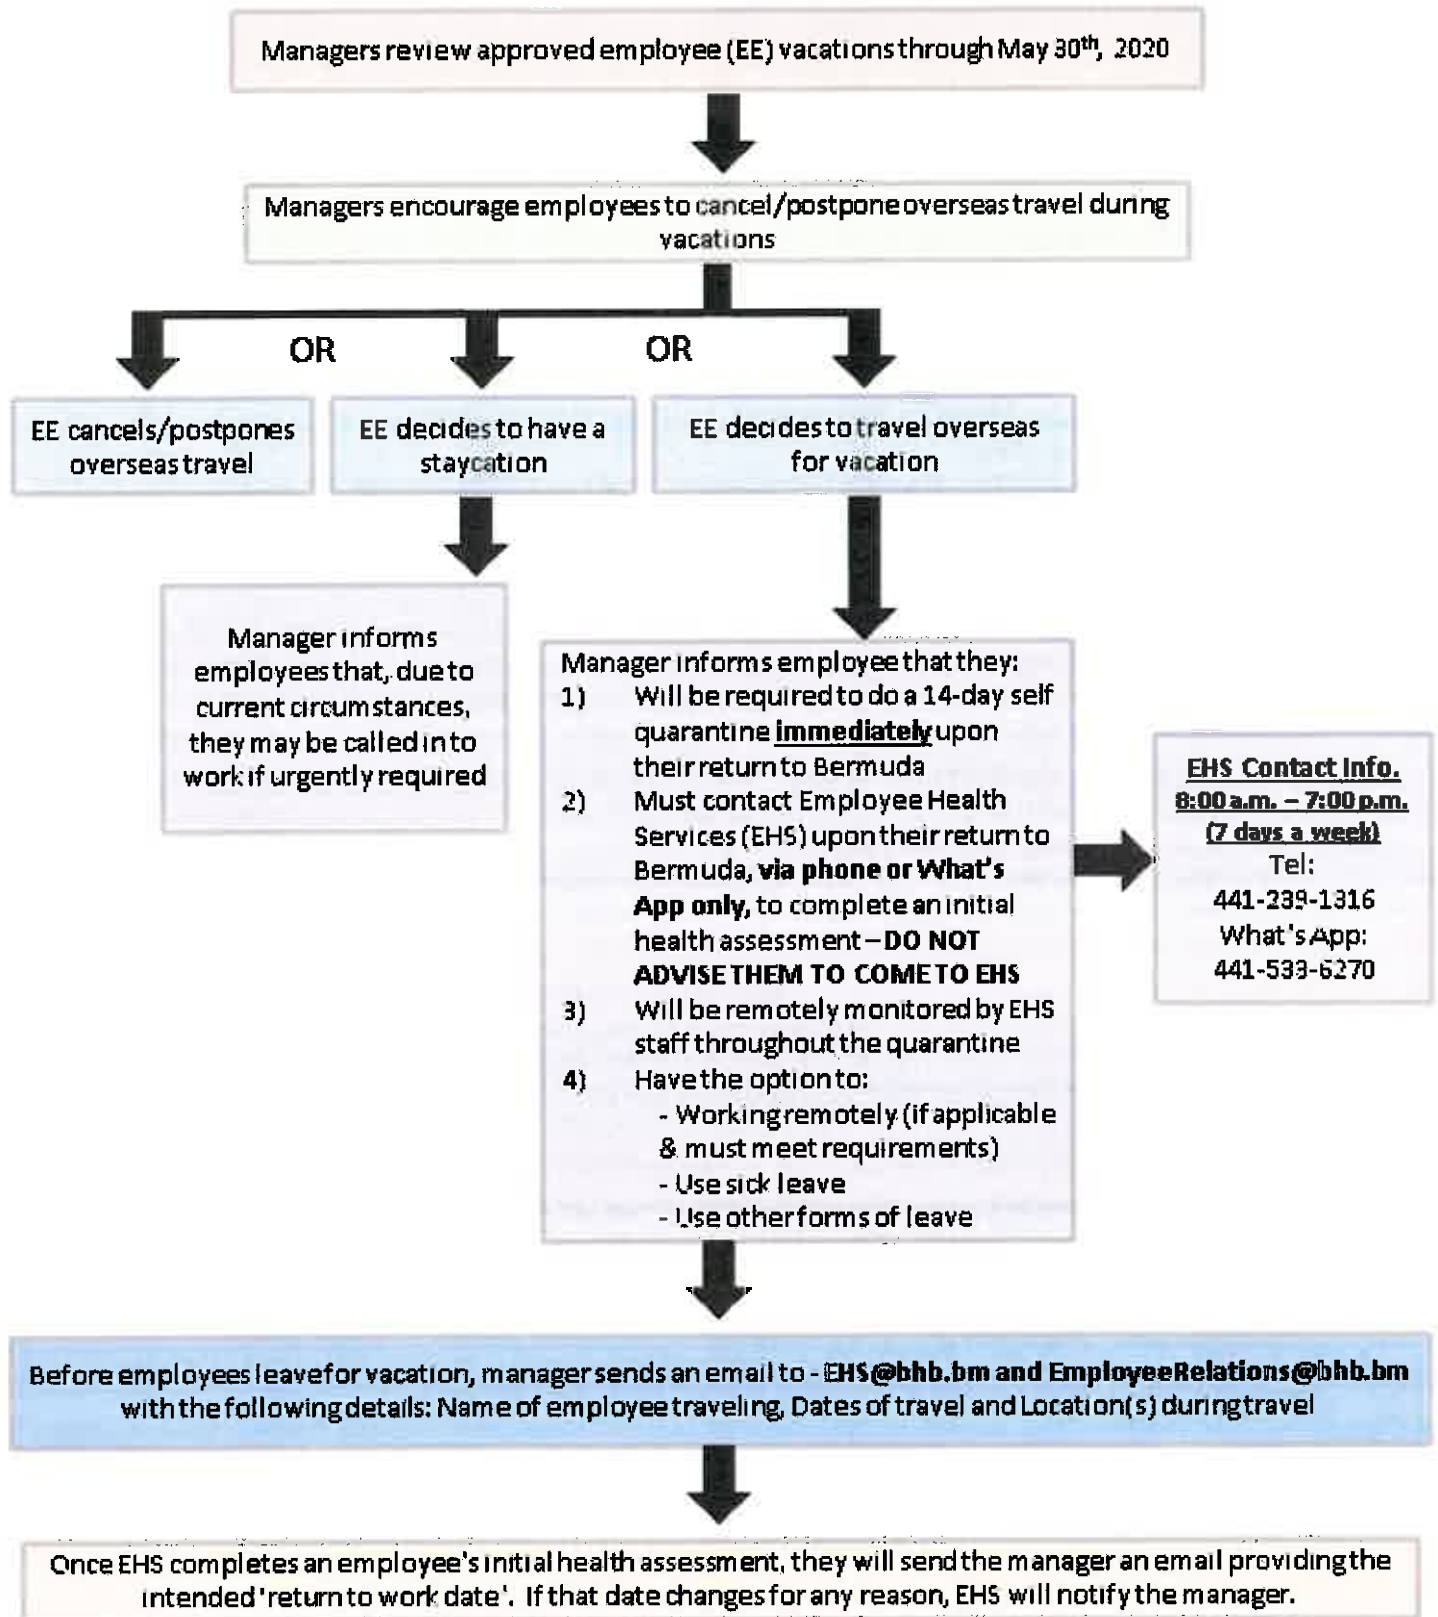 Managers review approved employee (EE) vacations through May 30th, 2020
Managers encourage employees to cancel/postpone overseas travel during
vacations
OR
OR
EE cancels/postpones
overseas travel
EE decides to have a
staycation
EE decides to travel overseas
for vacation
Manager informs
employees that, due to
current circumstances,
they may be called in to
work if urgently required
Manager informs employee that they:
1) Will be required to do a 14-day self
quarantine immediately upon
their return to Bermuda
2) Must contact Employee Health
Services (EHS) upon their return to
Bermuda, via phone or What's
App only, to complete an initial
health assessment – DO NOT
ADVISE THEM TO COME TO EHS
3) Will be remotely monitored by EHS
staff throughout the quarantine
4) Have the option to:
- Working remotely (if applicable
& must meet requirements)
- Use sick leave
- Use other forms of leave
EHS Contact Info.
8:00 a.m. – 7:00 p.m.
(7 days a week)
Tel:
441-239-1316
What's App:
441-539-6270
Before employees leave for vacation, manager sends an email to - EHS@bhb.bm and EmployeeRelations@bhb.bm
with the following details: Name of employee traveling, Dates of travel and Location(s) during travel
Once EHS completes an employee's initial health assessment, they will send the manager an email providing the
intended 'return to work date'. If that date changes for any reason, EHS will notify the manager.